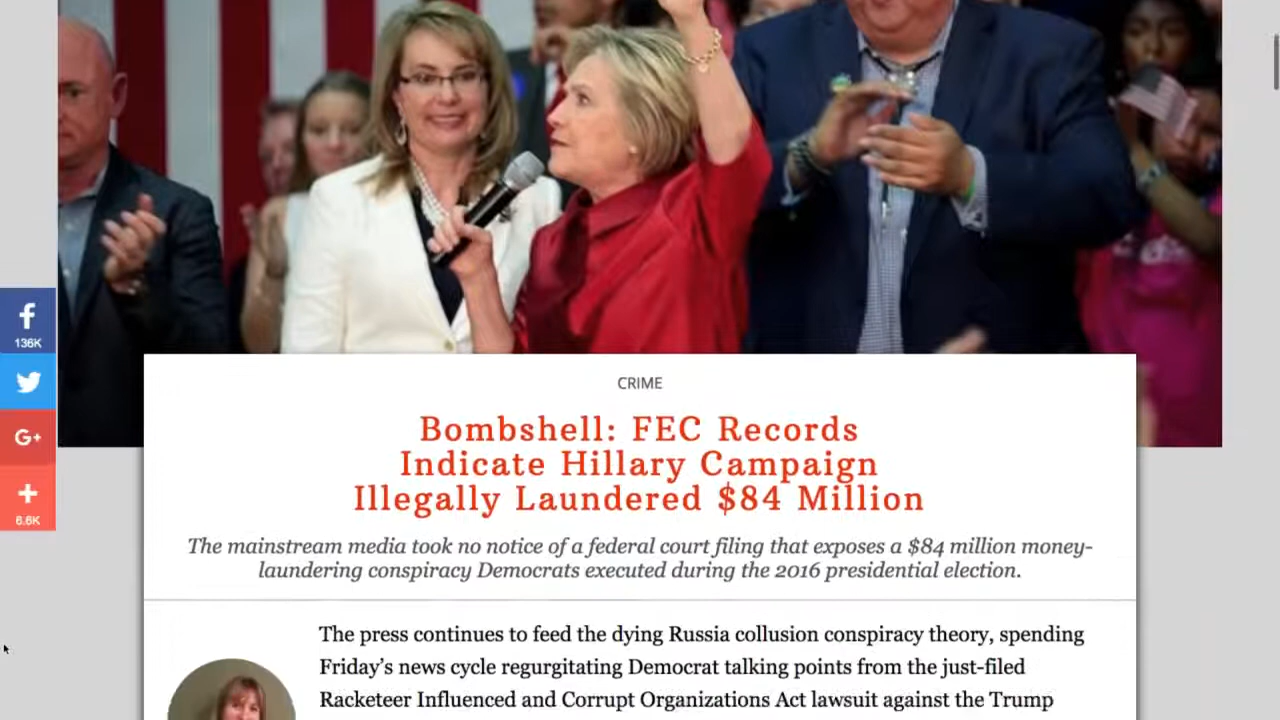 136K
G+
+
6.6K
CRIME
Bombshell: FEC Records
Indicate Hillary Campaign
Illegally Laundered $84 Million
The mainstream media took no notice of a federal court filing that exposes a $84 million money-
laundering conspiracy Democrats executed during the 2016 presidential election.
The press continues to feed the dying Russia collusion conspiracy theory, spending
Friday’s news cycle regurgitating Democrat talking points from the just-filed
Racketeer Influenced and Corrupt Organizations Act lawsuit against the Trump